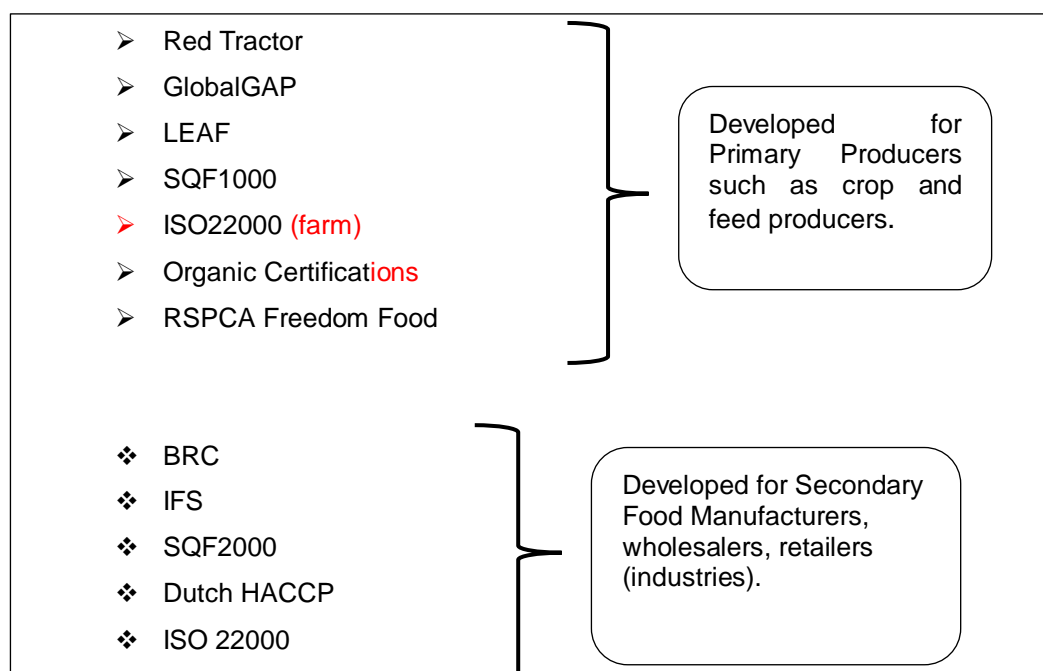 Red Tractor
GlobalGAP
LEAF
SQF1000
ISO22000 (farm)
Organic Certifications
RSPCA Freedom Food
Developed for
Primary Producers
such as crop and
feed producers.
BRC
IFS
SQF2000
Dutch HACCP
ISO 22000
Developed for Secondary
Food Manufacturers,
wholesalers, retailers
(industries).